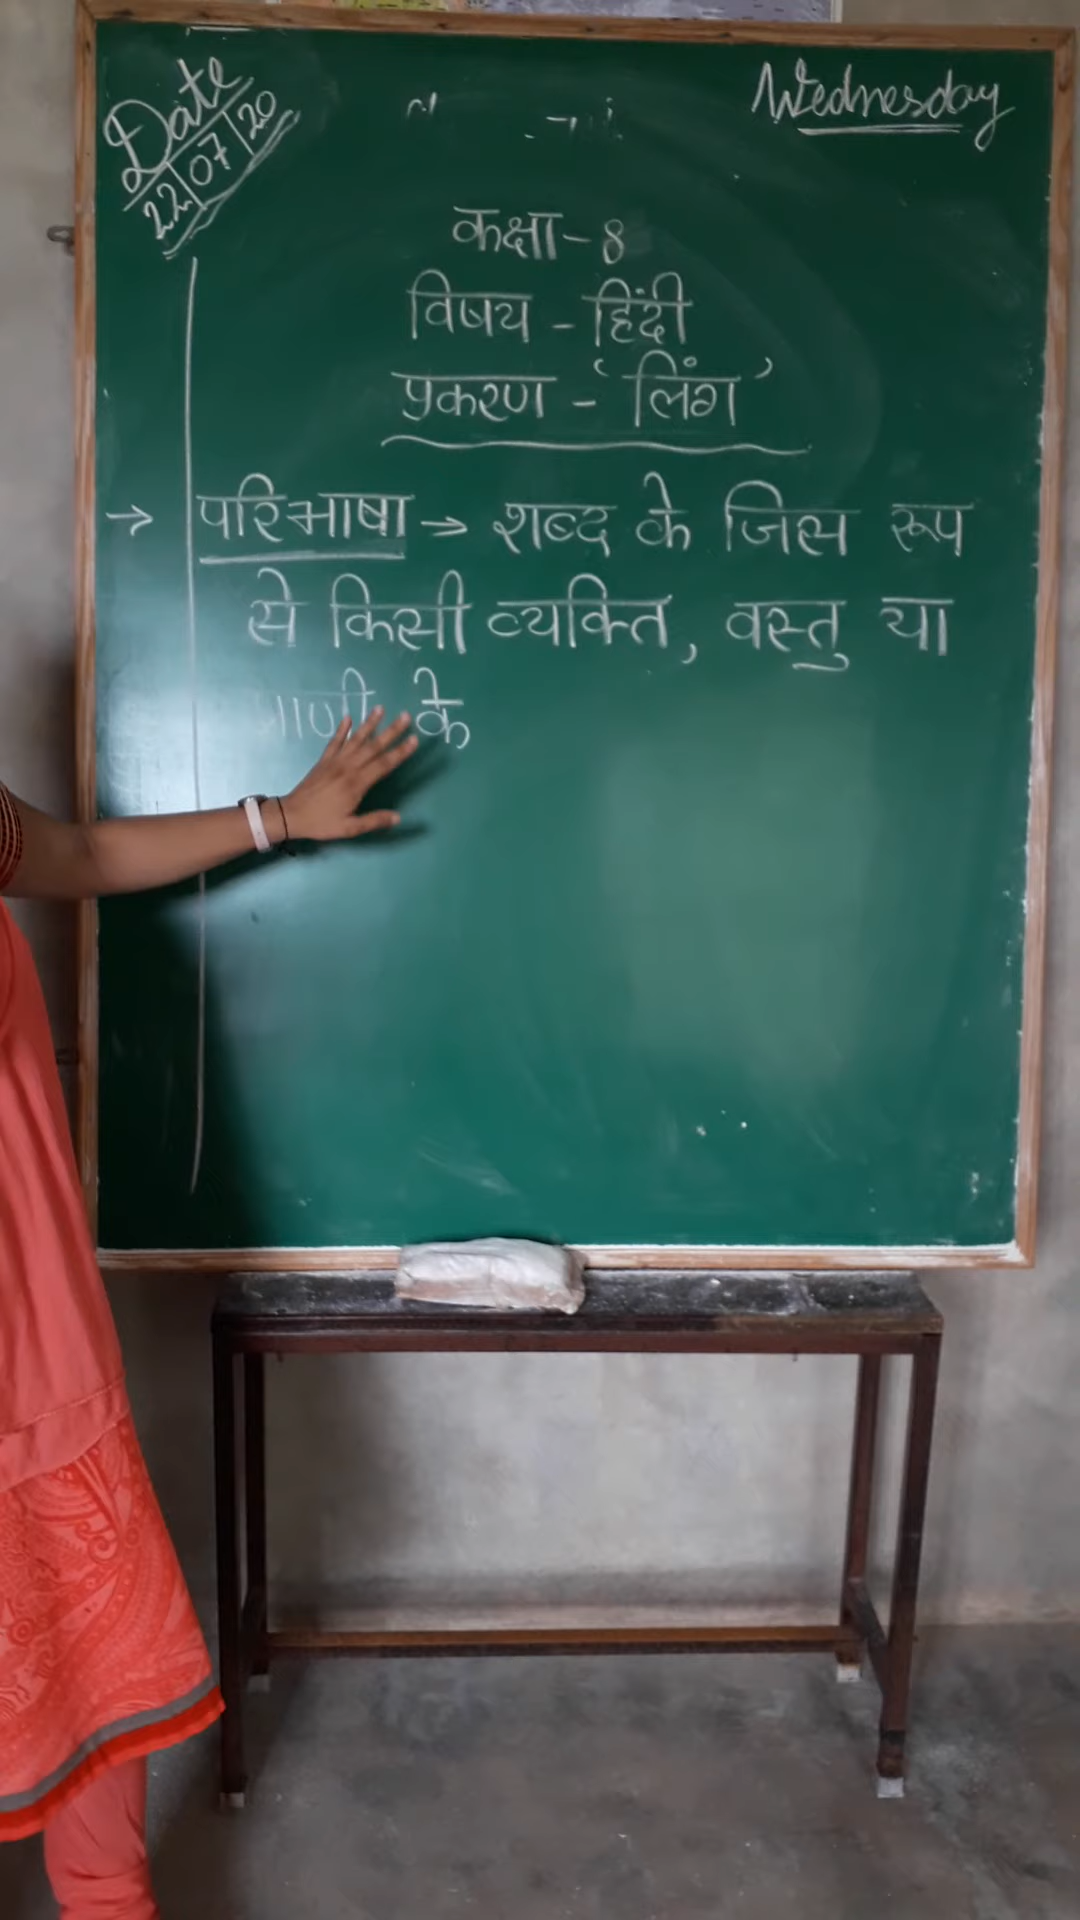 Date
22/07/20
Wednesday
कक्षा - 8
विषय - हिंदी
प्रकरण - 'लिंग'
→ परिभाषा → शब्द के जिस रूप
से किसी व्यक्ति, वस्तु या
प्राणी के